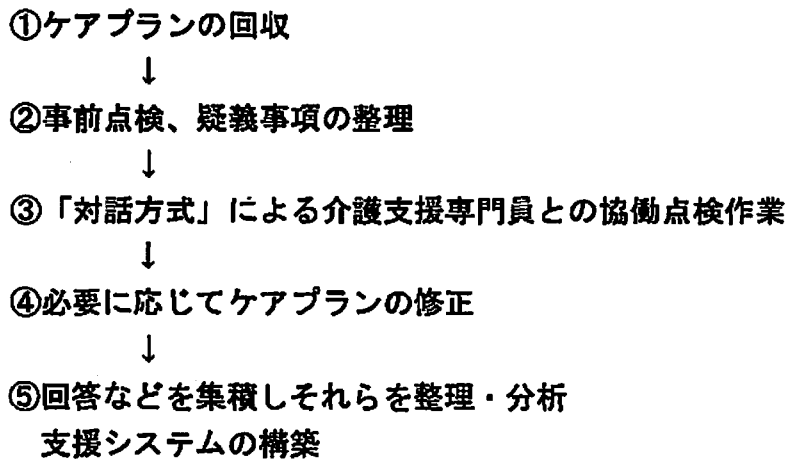 ①ケアプランの回収
↓
②事前点検、疑義事項の整理
↓
③「対話方式」による介護支援専門員との協働点検作業
↓
④必要に応じてケアプランの修正
↓
⑤回答などを集積しそれらを整理・分析
支援システムの構築